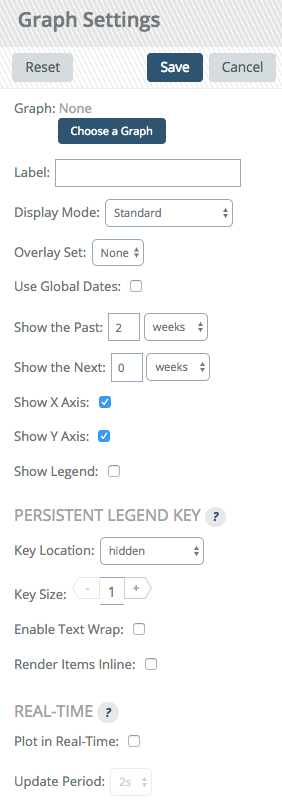 Graph Settings
Reset Save Cancel
Graph: None
Choose a Graph
Label:
Display Mode: Standard
Overlay Set: None
Use Global Dates:
Show the Past: 2 weeks
Show the Next: 0 weeks
Show X Axis:
Show Y Axis:
Show Legend:
PERSISTENT LEGEND KEY ?
Key Location: hidden
Key Size: - 1 +
Enable Text Wrap:
Render Items Inline:
REAL-TIME ?
Plot in Real-Time:
Update Period: 2s